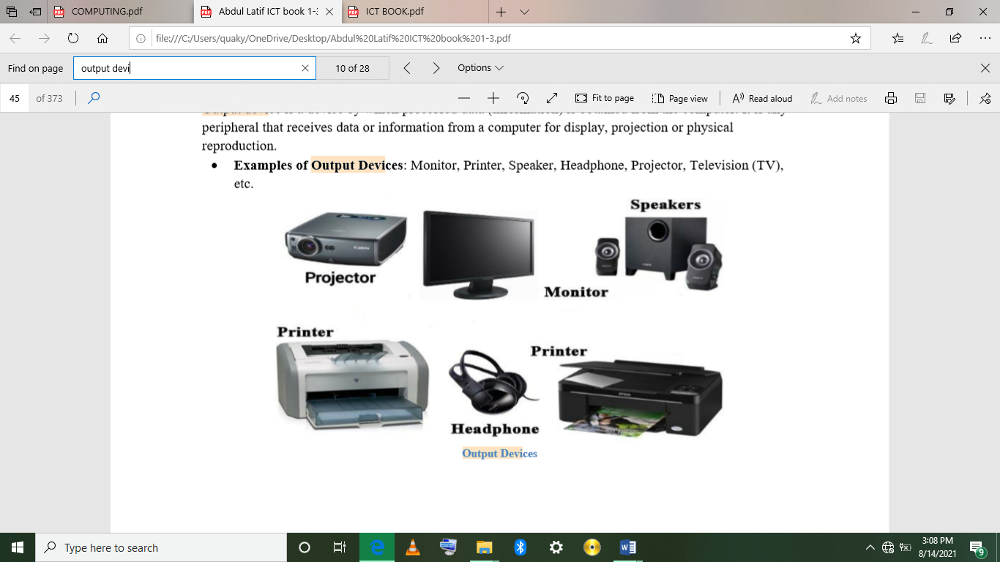 COMPUTING.pdf
Abdul Latif ICT book 1-3
ICT BOOK.pdf
file:///C:/Users/quaky/OneDrive/Desktop/Abdul%20Latif%20ICT%20book%201-3.pdf
Find on page
output devi
10 of 28
Options
45 of 373
Fit to page
Page view
Read aloud
Add notes
peripheral that receives data or information from a computer for display, projection or physical
reproduction.
• Examples of Output Devices: Monitor, Printer, Speaker, Headphone, Projector, Television (TV),
etc.
Speakers
Canon
Projector
Monitor
Printer
Printer
EPSON
Headphone
Output Devices
Type here to search
3:08 PM
8/14/2021
9